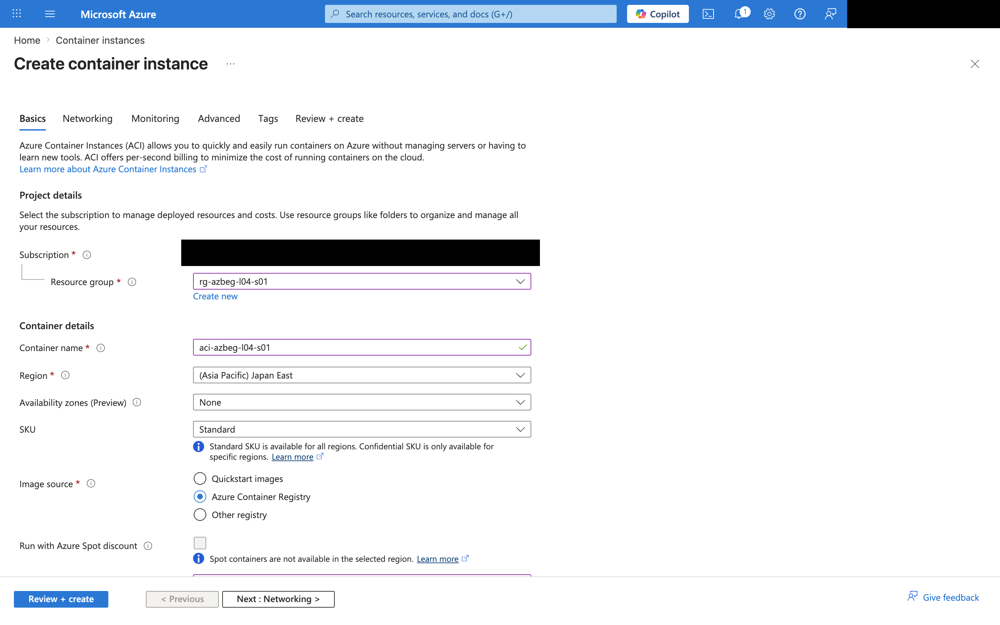 Microsoft Azure
Search resources, services, and docs (G+/)
Copilot
1
Home > Container instances
Create container instance ...
Basics Networking Monitoring Advanced Tags Review + create
Azure Container Instances (ACI) allows you to quickly and easily run containers on Azure without managing servers or having to
learn new tools. ACI offers per-second billing to minimize the cost of running containers on the cloud.
Learn more about Azure Container Instances
Project details
Select the subscription to manage deployed resources and costs. Use resource groups like folders to organize and manage all
your resources.
Subscription *
Resource group * rg-azbeg-l04-s01
Create new
Container details
Container name * aci-azbeg-l04-s01
Region * (Asia Pacific) Japan East
Availability zones (Preview) None
SKU Standard
Standard SKU is available for all regions. Confidential SKU is only available for
specific regions. Learn more
Image source *
Quickstart images
Azure Container Registry
Other registry
Run with Azure Spot discount
Spot containers are not available in the selected region. Learn more
Review + create < Previous Next : Networking > Give feedback